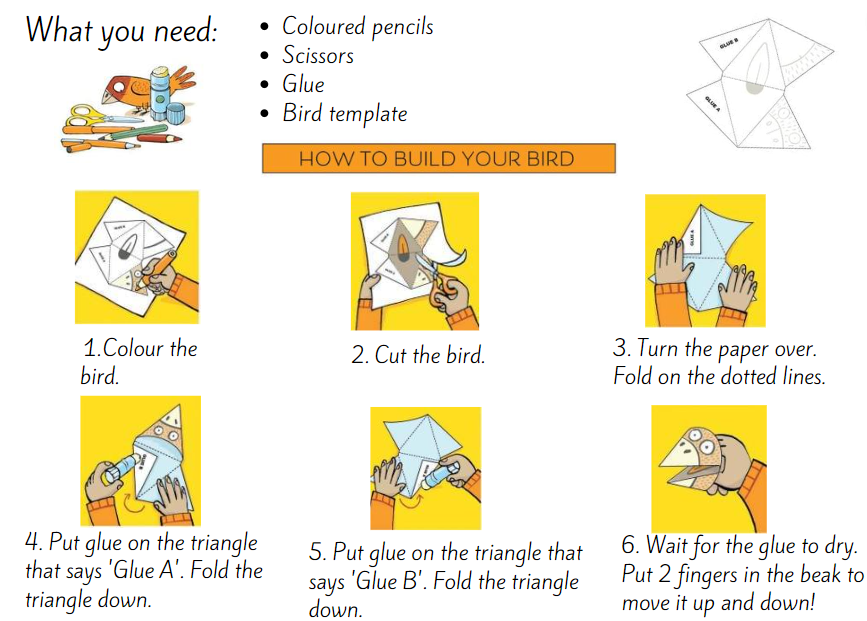 What you need:
• Coloured pencils
• Scissors
• Glue
• Bird template
GLUE B
GLUE A
HOW TO BUILD YOUR BIRD
1.Colour the
bird.
2. Cut the bird.
GLUE A
3. Turn the paper over.
Fold on the dotted lines.
4. Put glue on the triangle
that says 'Glue A'. Fold the
triangle down.
5. Put glue on the triangle that
says 'Glue B'. Fold the triangle
down.
6. Wait for the glue to dry.
Put 2 fingers in the beak to
move it up and down!